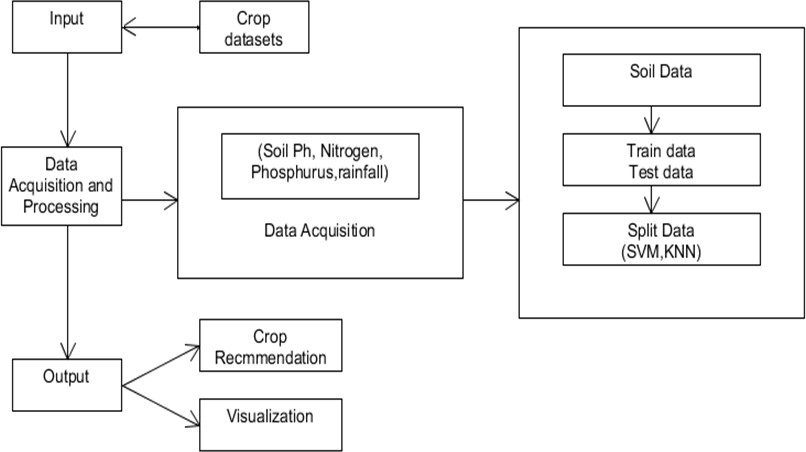 Input
Crop
datasets
Data
Acquisition and
Processing
(Soil Ph, Nitrogen,
Phosphurus,rainfall)
Data Acquisition
Soil Data
Train data
Test data
Split Data
(SVM,KNN)
Output
Crop
Recmmendation
Visualization